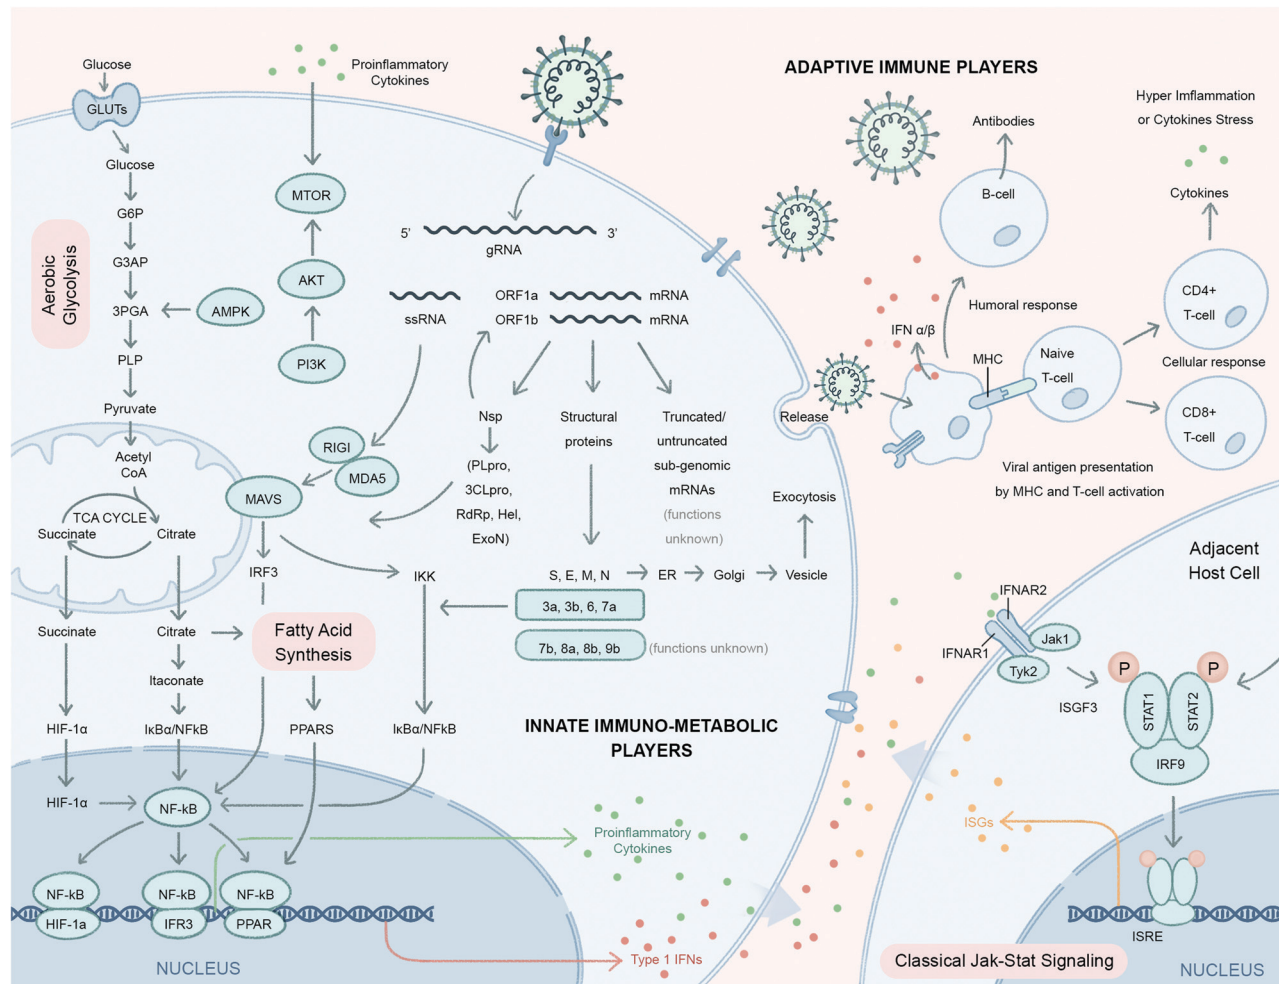 Glucose
GLUTs
Glucose
G6P
G3AP
3PGA
AMPK
PLP
Pyruvate
Acetyl
CoA
TCA CYCLE
Succinate
Citrate
Succinate
Citrate
Itaconate
HIF-1α
IκBα/NFkB
HIF-1α
NF-kB
Aerobic
Glycolysis
Proinflammatory
Cytokines
MTOR
AKT
PI3K
5'
3'
gRNA
ssRNA
ORF1a
mRNA
ORF1b
mRNA
Nsp
(PLpro,
3CLpro,
RdRp, Hel,
ExoN)
Structural
proteins
Truncated/
untruncated
sub-genomic
mRNAs
(functions
unknown)
RIGI
MDA5
MAVS
IRF3
IKK
S, E, M, N
ER
Golgi
Vesicle
Exocytosis
Release
3a, 3b, 6, 7a
7b, 8a, 8b, 9b
(functions unknown)
Fatty Acid
Synthesis
PPARS
IκBα/NFkB
INNATE IMMUNO-METABOLIC
PLAYERS
NF-kB
HIF-1a
NF-kB
IFR3
NF-kB
PPAR
NUCLEUS
Proinflammatory
Cytokines
Type 1 IFNs
ADAPTIVE IMMUNE PLAYERS
Antibodies
B-cell
Hyper Imflammation
or Cytokines Stress
Cytokines
CD4+
T-cell
Humoral response
IFN α/β
MHC
Naive
T-cell
Cellular response
CD8+
T-cell
Viral antigen presentation
by MHC and T-cell activation
Adjacent
Host Cell
IFNAR2
IFNAR1
Jak1
Tyk2
ISGF3
P
P
STAT1
STAT2
IRF9
ISGs
ISRE
Classical Jak-Stat Signaling
NUCLEUS